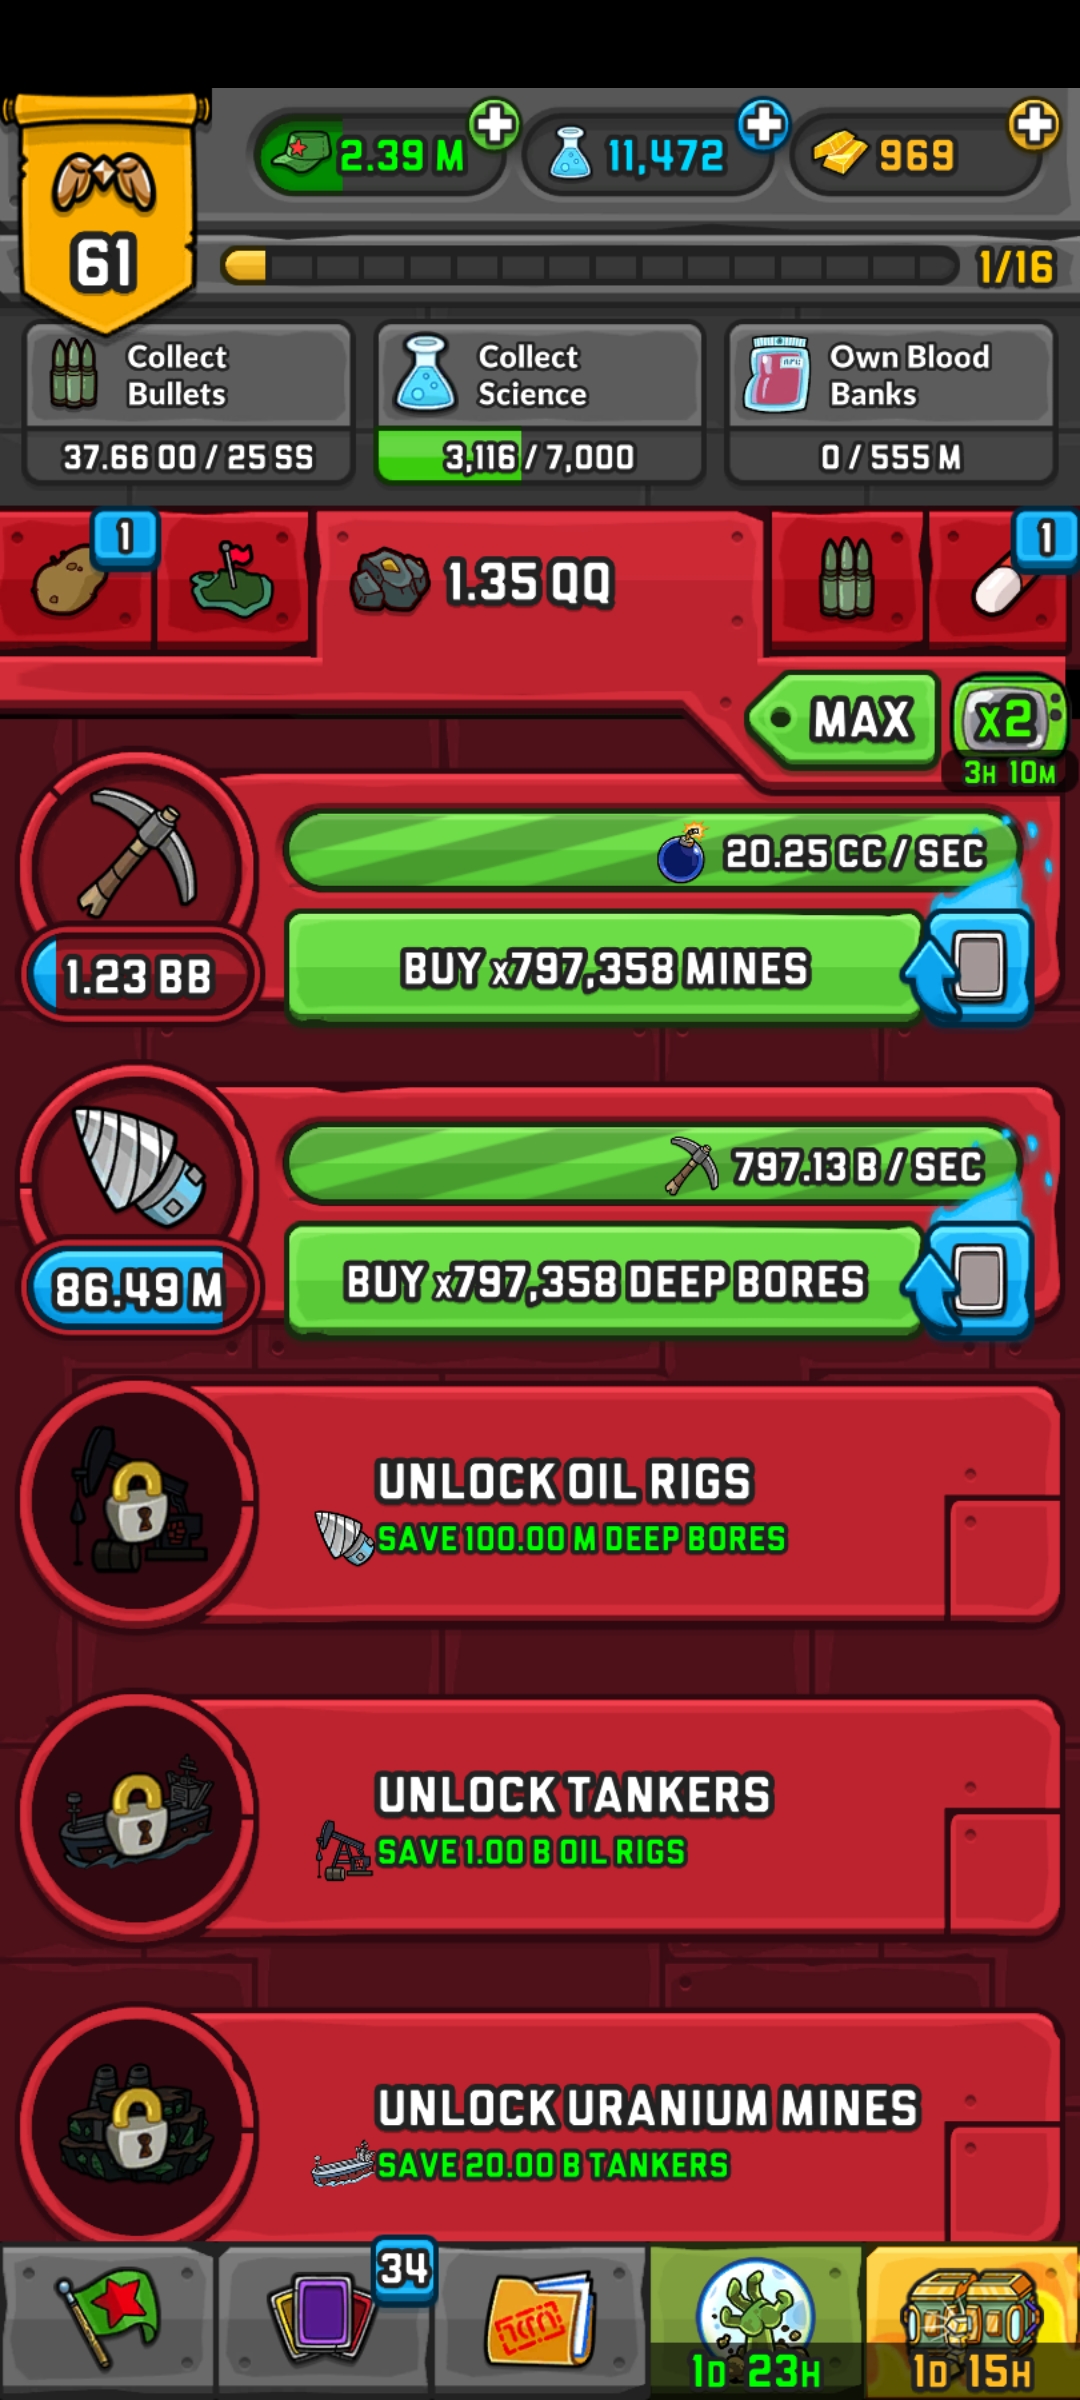 2.39 M
11,472
969
61
1/16
Collect
Bullets
37.66 OO / 25 SS
Collect
Science
3,116 / 7,000
Own Blood
Banks
0 / 555 M
1
1.35 QQ
1
MAX
x2
3H 10M
20.25 CC / SEC
1.23 BB
BUY x797,358 MINES
797.13 B / SEC
86.49 M
BUY x797,358 DEEP BORES
UNLOCK OIL RIGS
SAVE 100.00 M DEEP BORES
UNLOCK TANKERS
SAVE 1.00 B OIL RIGS
UNLOCK URANIUM MINES
SAVE 20.00 B TANKERS
34
1D 23H
1D 15H